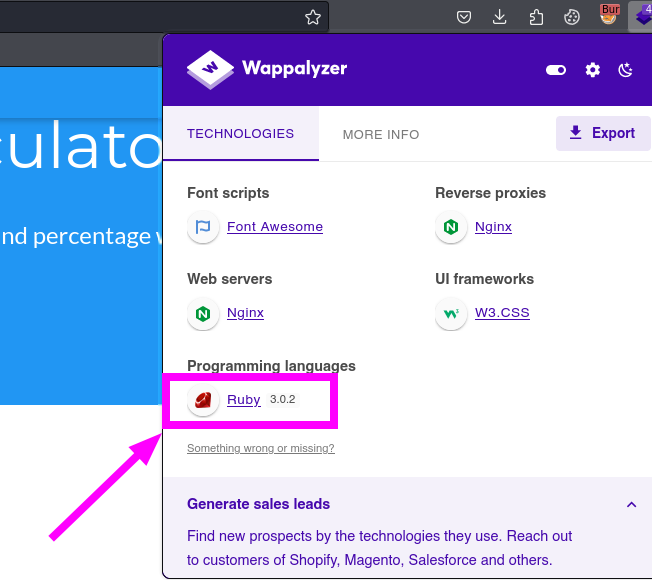 Bur
4
Wappalyzer
TECHNOLOGIES
MORE INFO
Export
culato
nd percentage
Font scripts
Reverse proxies
Font Awesome
Nginx
Web servers
UI frameworks
Nginx
W3.CSS
Programming languages
Ruby 3.0.2
Something wrong or missing?
Generate sales leads
Find new prospects by the technologies they use. Reach out
to customers of Shopify, Magento, Salesforce and others.